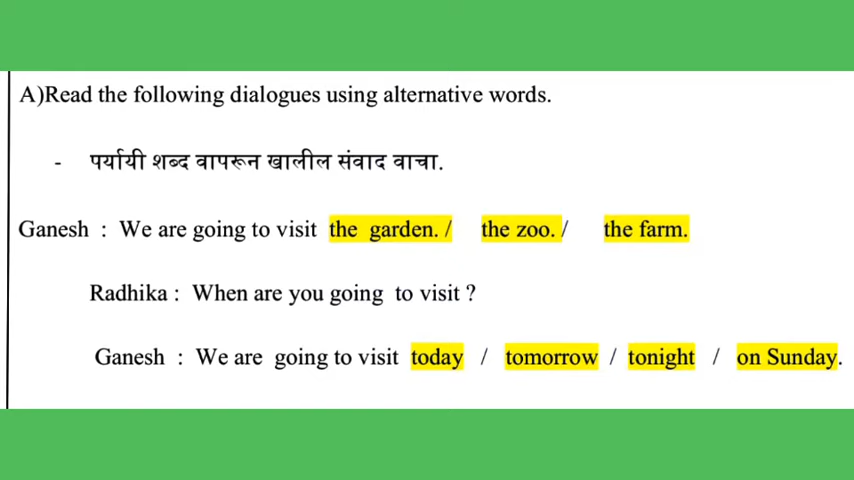 A)Read the following dialogues using alternative words.
- पर्यायी शब्द वापरून खालील संवाद वाचा.
Ganesh : We are going to visit the garden. / the zoo. / the farm.
Radhika : When are you going to visit ?
Ganesh : We are going to visit today / tomorrow / tonight / on Sunday.